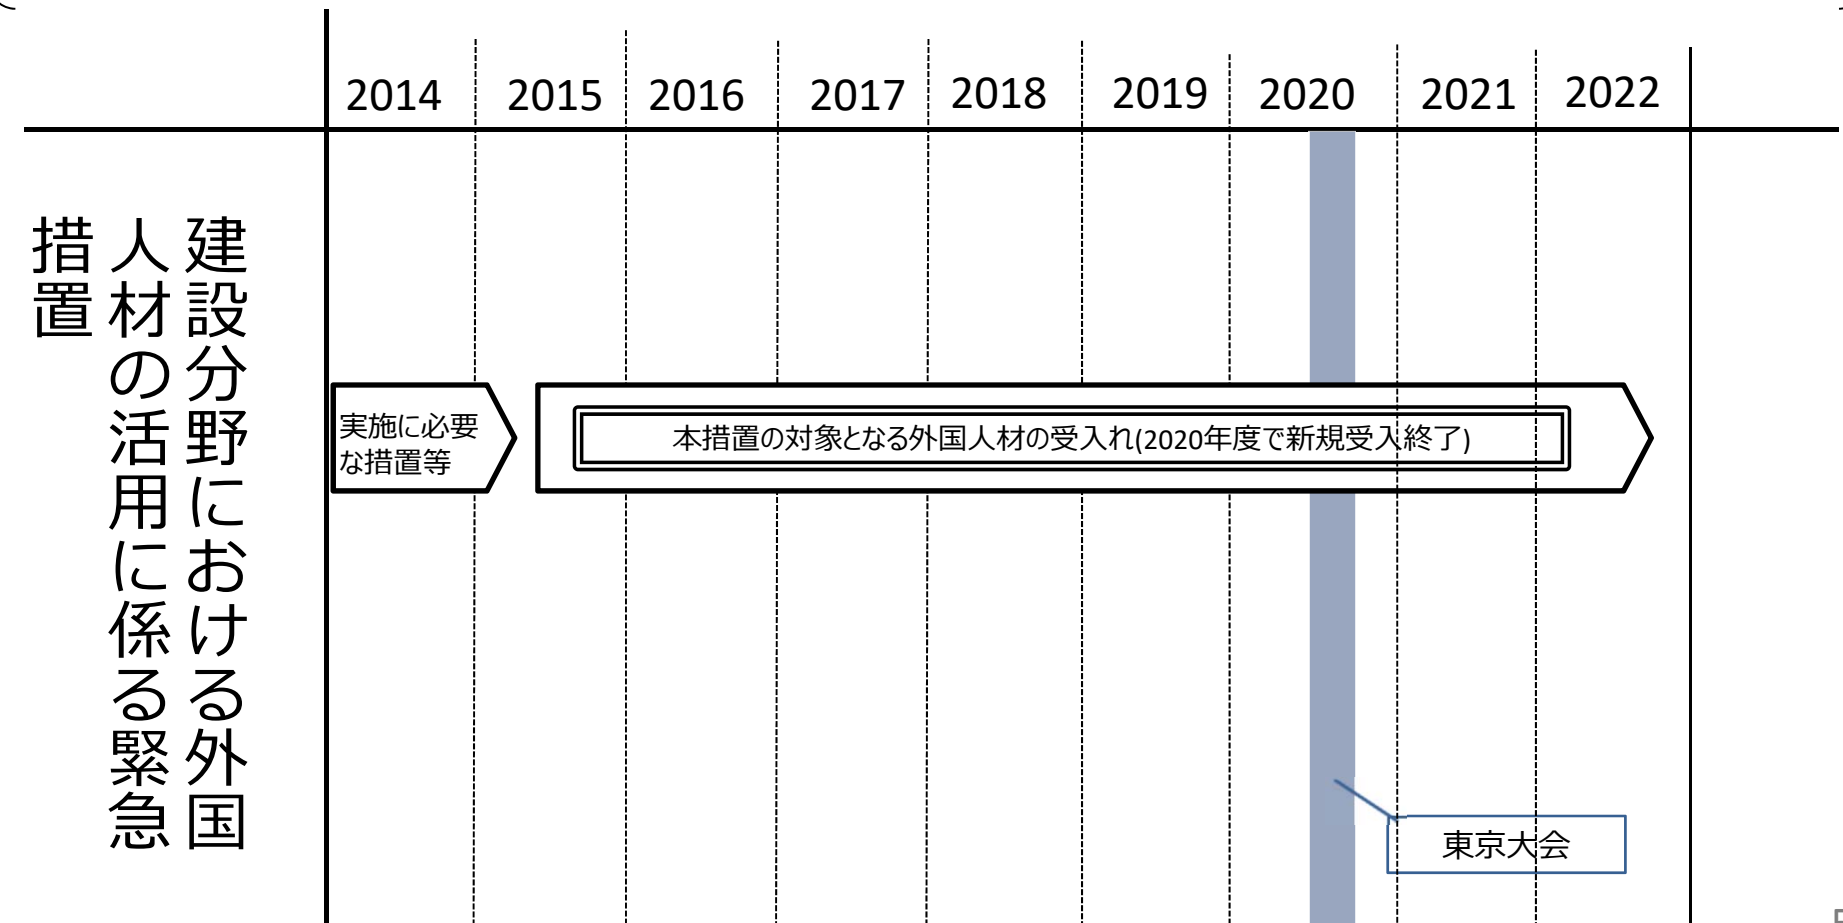 2014 2015 2016 2017 2018 2019 2020 2021 2022
建設分野における外国
人材の活用に係る緊急
措置
実施に必要
な措置等
本措置の対象となる外国人材の受入れ(2020年度で新規受入終了)
東京大会